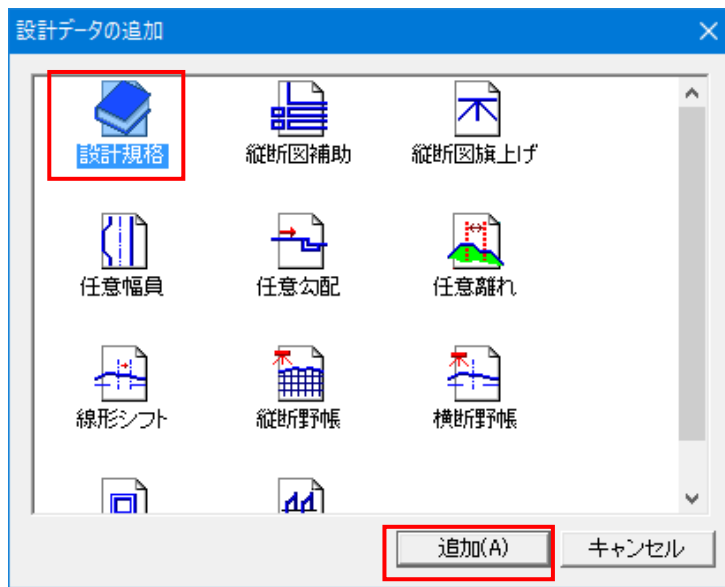 設計データの追加
設計規格 縦断図補助 縦断図旗上げ
任意幅員 任意勾配 任意離れ
線形シフト 縦断野帳 横断野帳
追加(A) キャンセル